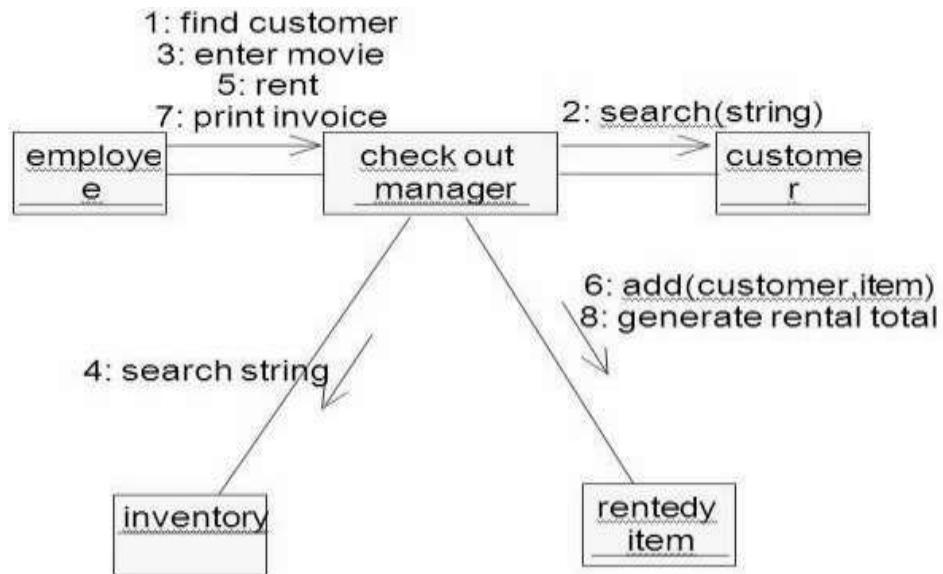 1: find customer
3: enter movie
5: rent
7: print invoice
2: search(string)
employe
e
check out
manager
custome
r
6: add(customer,item)
8: generate rental total
4: search string
inventory
rentedy
item